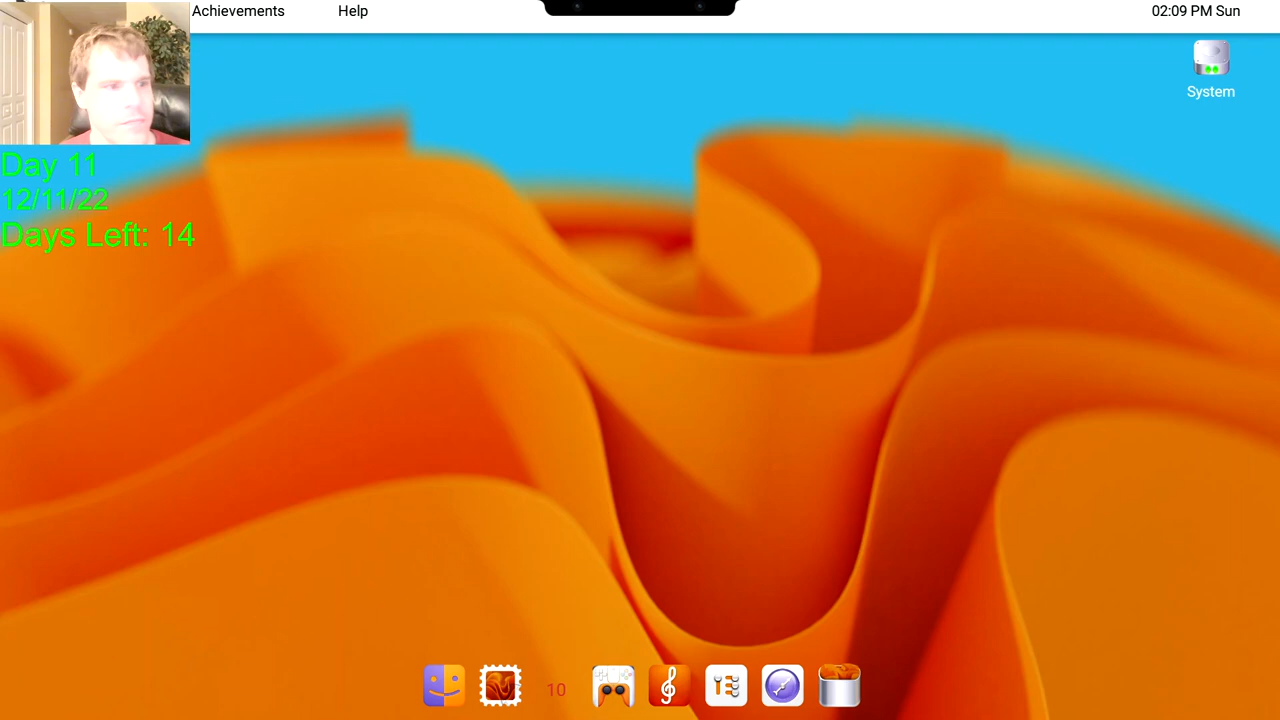 Achievements Help 02:09 PM Sun
System
Day 11
12/11/22
Days Left: 14
10